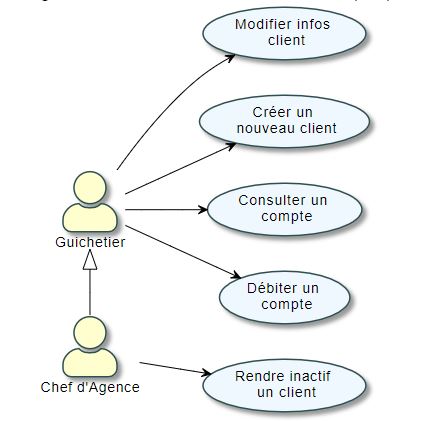 Modifier infos
client
Créer un
nouveau client
Consulter un
compte
Guichetier
Débiter un
compte
Chef d'Agence
Rendre inactif
un client